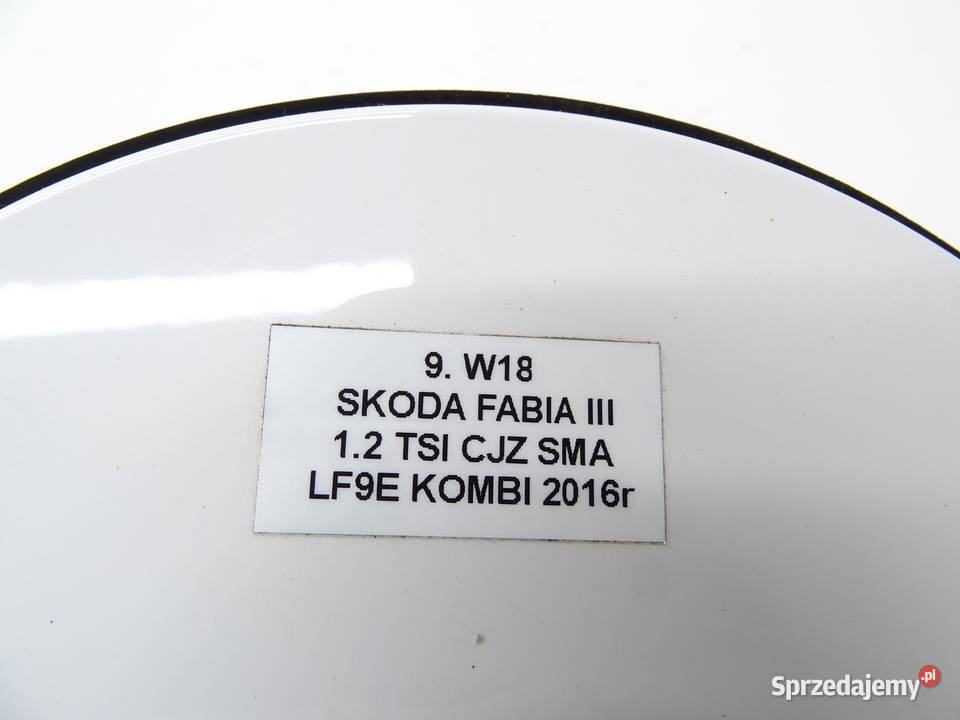 9. W18
SKODA FABIA III
1.2 TSI CJZ SMA
LF9E KOMBI 2016r
Sprzedajemy.pl